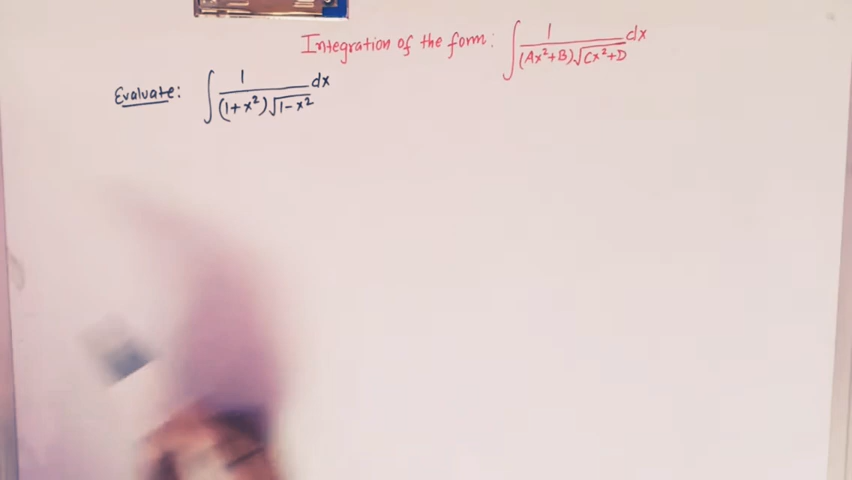 Integration of the form: ∫ 1/((Ax²+B)√(Cx²+D)) dx
Evaluate: ∫ 1/((1+x²)√(1-x²)) dx